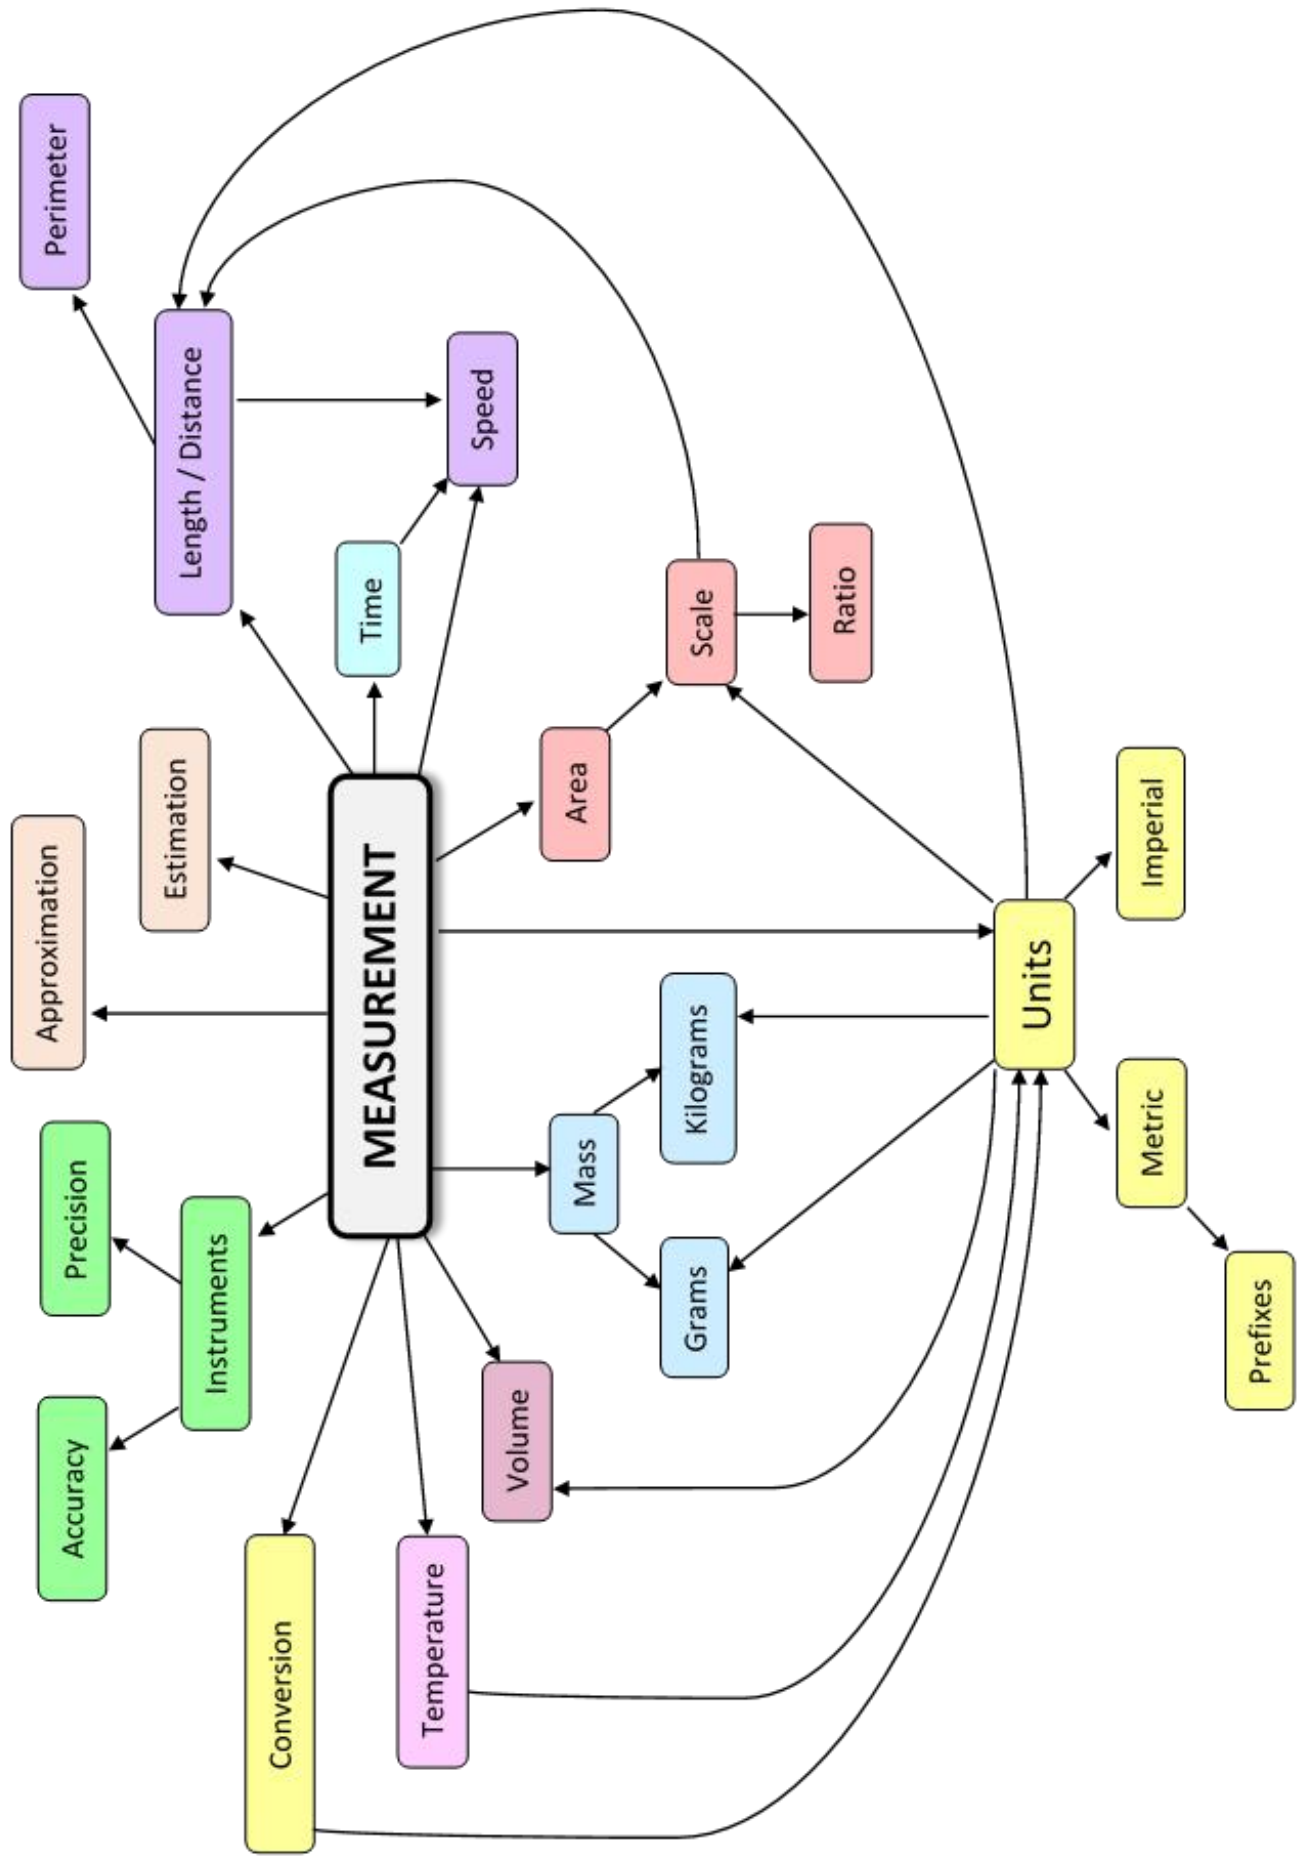 Accuracy
Precision
Approximation
Perimeter
Instruments
Estimation
Length / Distance
Conversion
Temperature
MEASUREMENT
Time
Speed
Volume
Mass
Area
Grams
Kilograms
Scale
Ratio
Units
Metric
Imperial
Prefixes